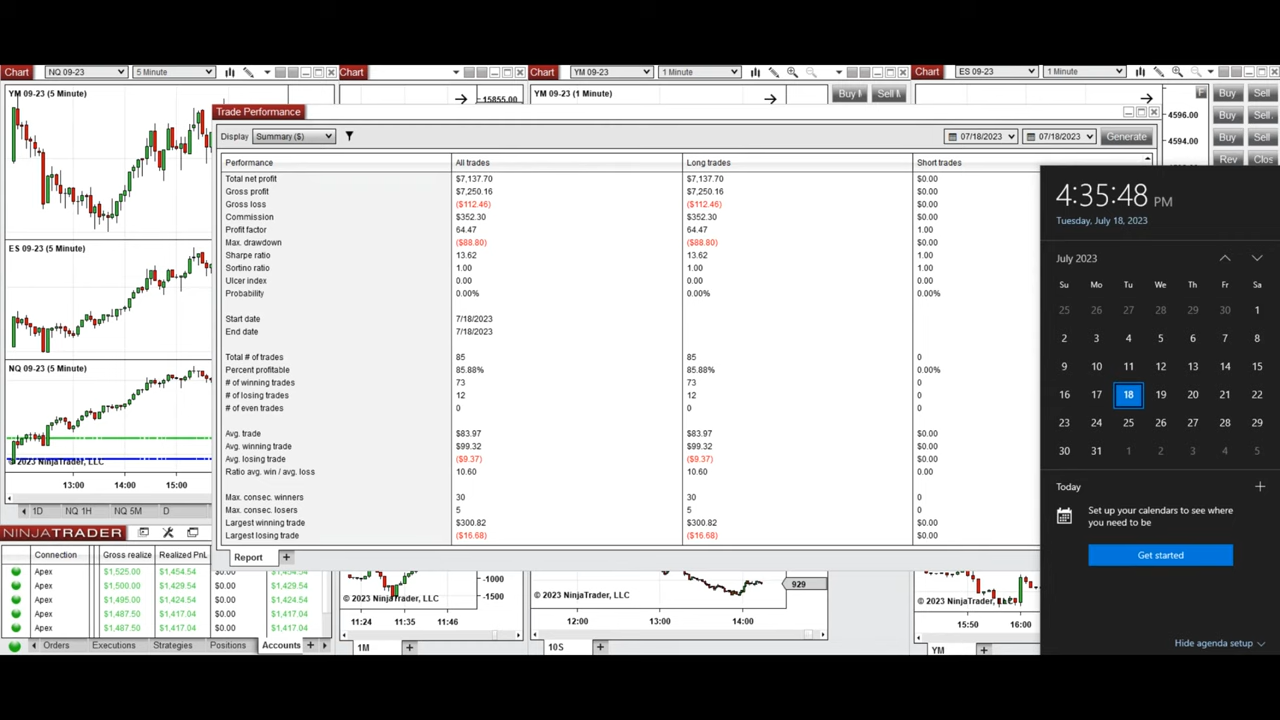 Chart NQ 09-23 5 Minute Chart Chart YM 09-23 1 Minute Chart ES 09-23 1 Minute
YM 09-23 (5 Minute) 15855.00 YM 09-23 (1 Minute) Buy M Sell M F Buy Sell
Trade Performance 4596.00 Buy Sell
Display Summary ($) 07/18/2023 07/18/2023 Generate 4594.00 Buy Sell
Rev Clos
Performance All trades Long trades Short trades
Total net profit $7,137.70 $7,137.70 $0.00
Gross profit $7,250.16 $7,250.16 $0.00
Gross loss ($112.46) ($112.46) $0.00
Commission $352.30 $352.30 $0.00
Profit factor 64.47 64.47 1.00
Max. drawdown ($88.80) ($88.80) $0.00
Sharpe ratio 13.62 13.62 1.00
Sortino ratio 1.00 1.00 1.00
Ulcer index 0.00 0.00 0.00
Probability 0.00% 0.00% 0.00%
Start date 7/18/2023
End date 7/18/2023
Total # of trades 85 85 0
Percent profitable 85.88% 85.88% 0.00%
# of winning trades 73 73 0
# of losing trades 12 12 0
# of even trades 0 0 0
Avg. trade $83.97 $83.97 $0.00
Avg. winning trade $99.32 $99.32 $0.00
Avg. losing trade ($9.37) ($9.37) $0.00
Ratio avg. win / avg. loss 10.60 10.60 0.00
Max. consec. winners 30 30 0
Max. consec. losers 5 5 0
Largest winning trade $300.82 $300.82 $0.00
Largest losing trade ($16.68) ($16.68) $0.00
Report +
ES 09-23 (5 Minute)
NQ 09-23 (5 Minute)
© 2023 NinjaTrader, LLC
13:00 14:00 15:00
1D NQ 1H NQ 5M D
NINJATRADER
Connection Gross realize Realized PnL
Apex $1,525.00 $1,454.54 $0.00 $1,454.54
Apex $1,500.00 $1,429.54 $0.00 $1,429.54
Apex $1,495.00 $1,424.54 $0.00 $1,424.54
Apex $1,487.50 $1,417.04 $0.00 $1,417.04
Apex $1,487.50 $1,417.04 $0.00 $1,417.04
Orders Executions Strategies Positions Accounts +
-1000
-1500
© 2023 NinjaTrader, LLC
11:24 11:35 11:46
1M +
929
© 2023 NinjaTrader, LLC
12:00 13:00 14:00
10S +
© 2023 NinjaTrader, LLC
15:50 16:00
YM +
4:35:48 PM
Tuesday, July 18, 2023
July 2023
Su Mo Tu We Th Fr Sa
25 26 27 28 29 30 1
2 3 4 5 6 7 8
9 10 11 12 13 14 15
16 17 18 19 20 21 22
23 24 25 26 27 28 29
30 31 1 2 3 4 5
Today +
Set up your calendars to see where
you need to be
Get started
Hide agenda setup